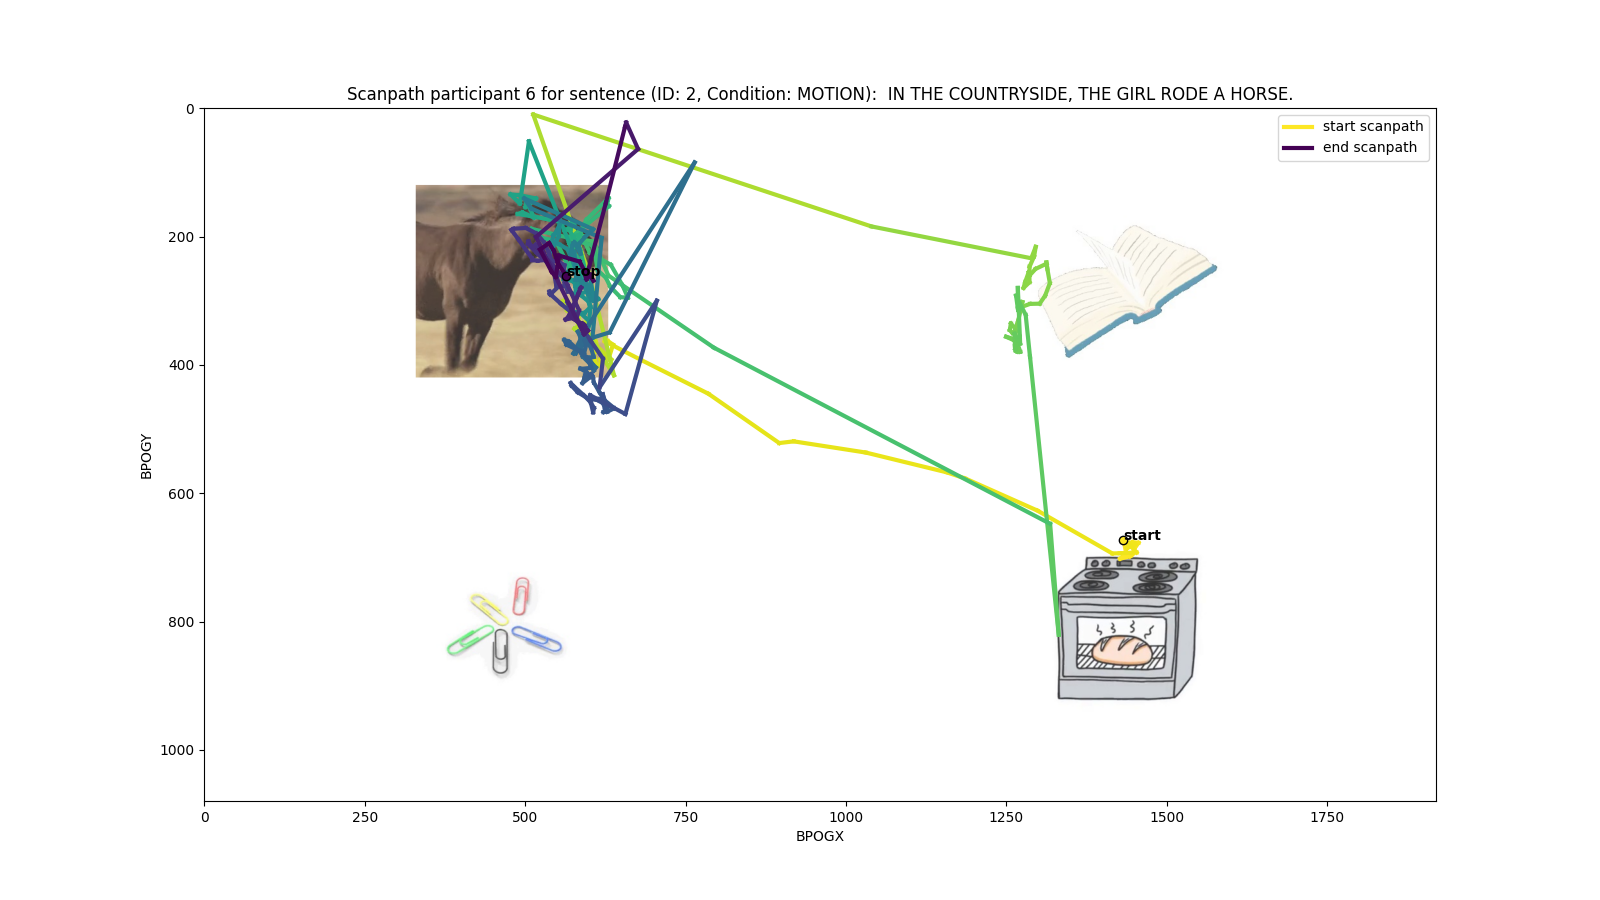 Scanpath participant 6 for sentence (ID: 2, Condition: MOTION):  IN THE COUNTRYSIDE, THE GIRL RODE A HORSE.
start scanpath
end scanpath
0
200
400
600
800
1000
BPOGY
stop
start
0
250
500
750
1000
1250
1500
1750
BPOGX